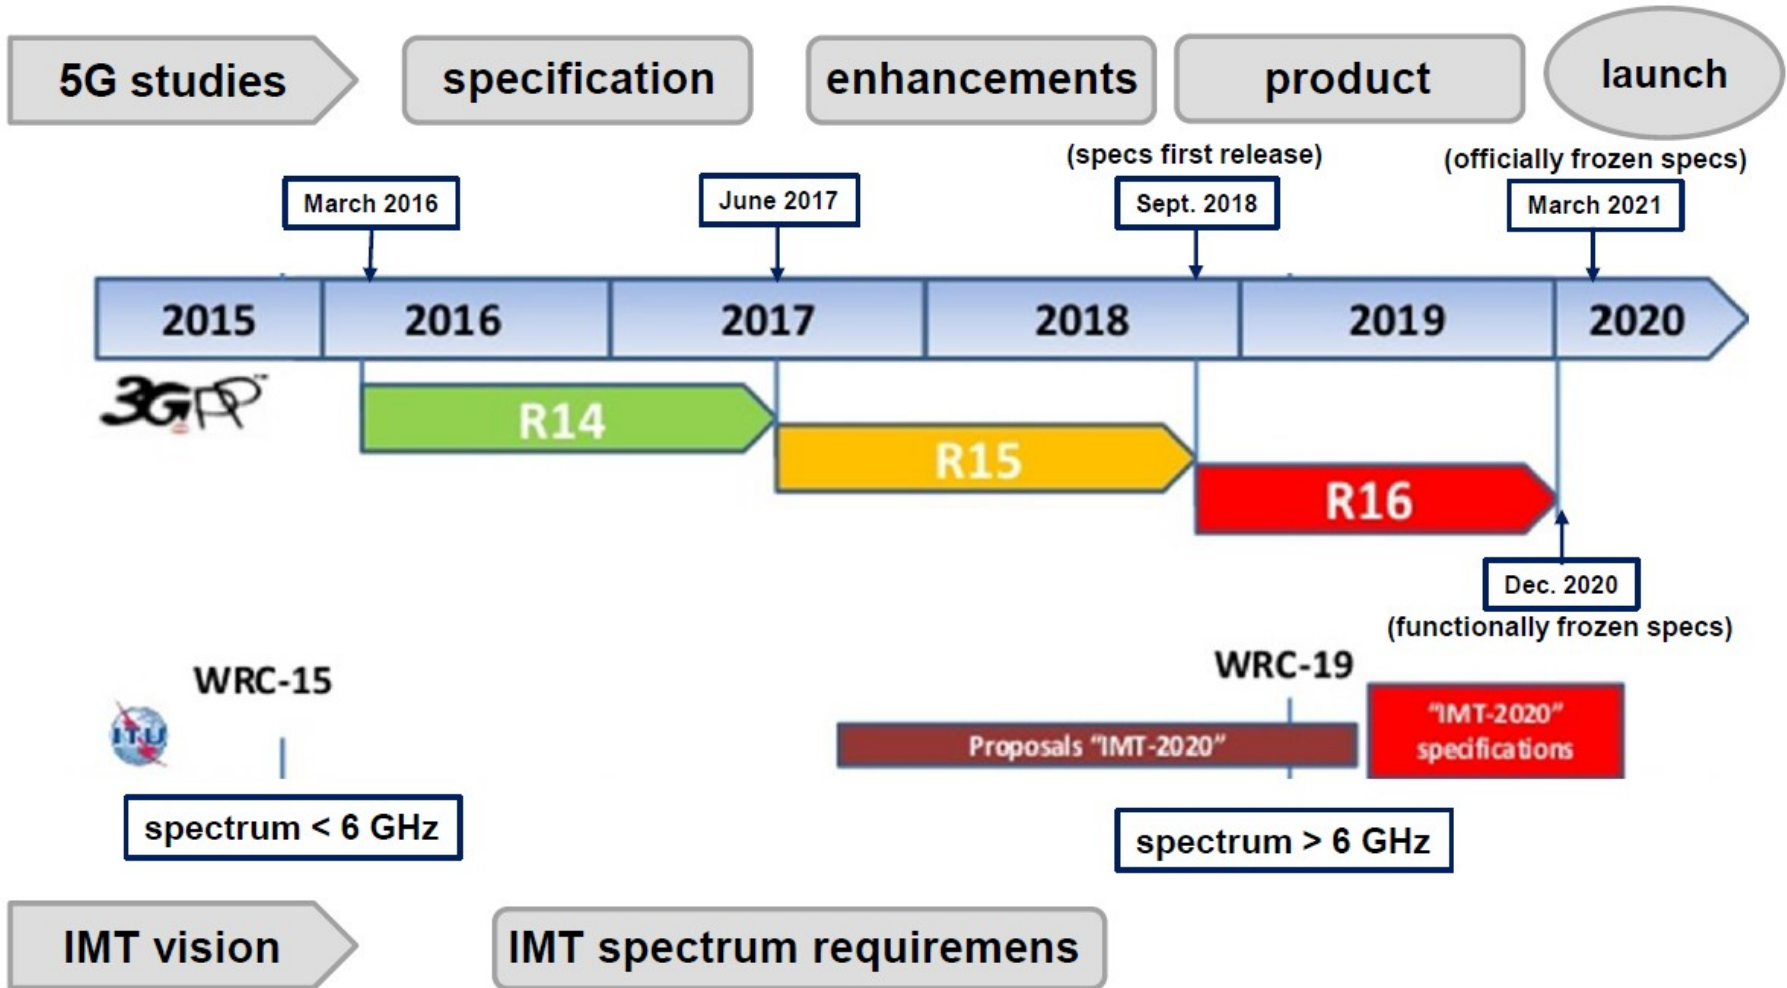 5G studies
specification
enhancements
product
launch
(specs first release)
(officially frozen specs)
March 2016
June 2017
Sept. 2018
March 2021
2015
2016
2017
2018
2019
2020
3GPP™
R14
R15
R16
Dec. 2020
(functionally frozen specs)
WRC-15
WRC-19
ITU
Proposals “IMT-2020”
“IMT-2020”
specifications
spectrum < 6 GHz
spectrum > 6 GHz
IMT vision
IMT spectrum requiremens